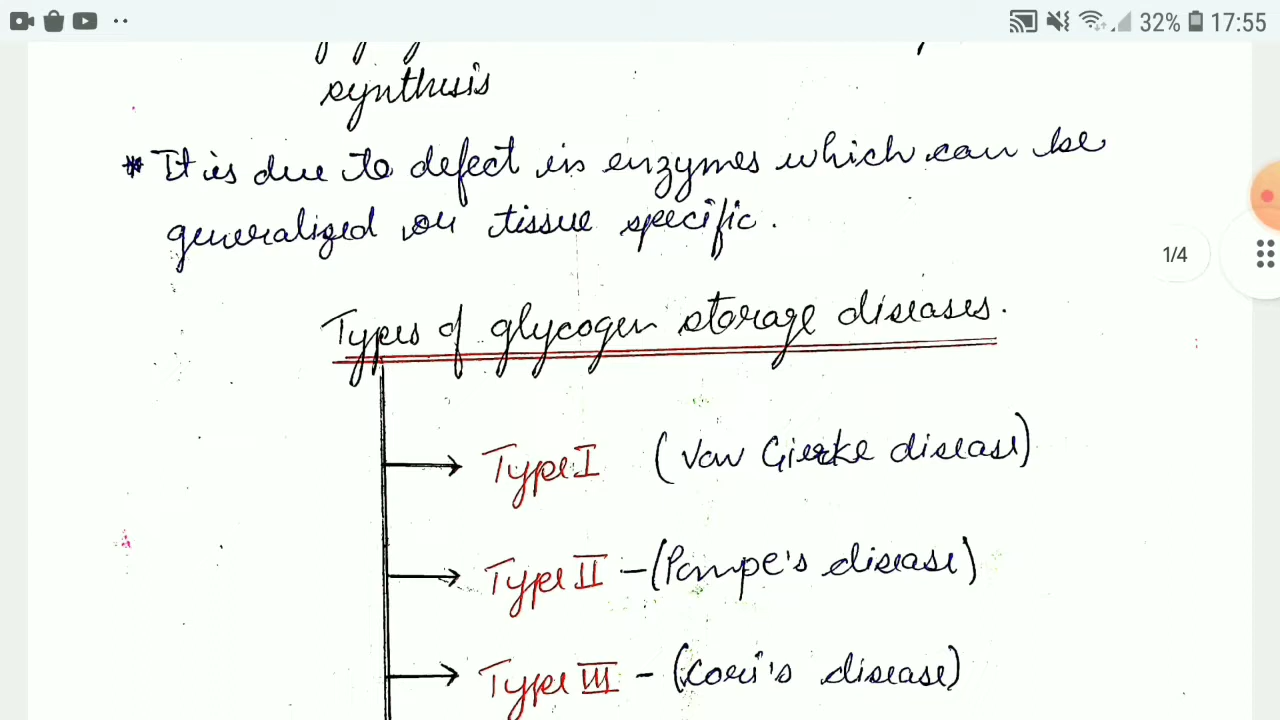 32% 17:55
synthesis
* It is due to defect in enzymes which can be
generalized or tissue specific.
1/4
Types of glycogen storage diseases.
Type I (Von Gierke disease)
Type II – (Pompe's disease)
Type III – (Cori's disease)